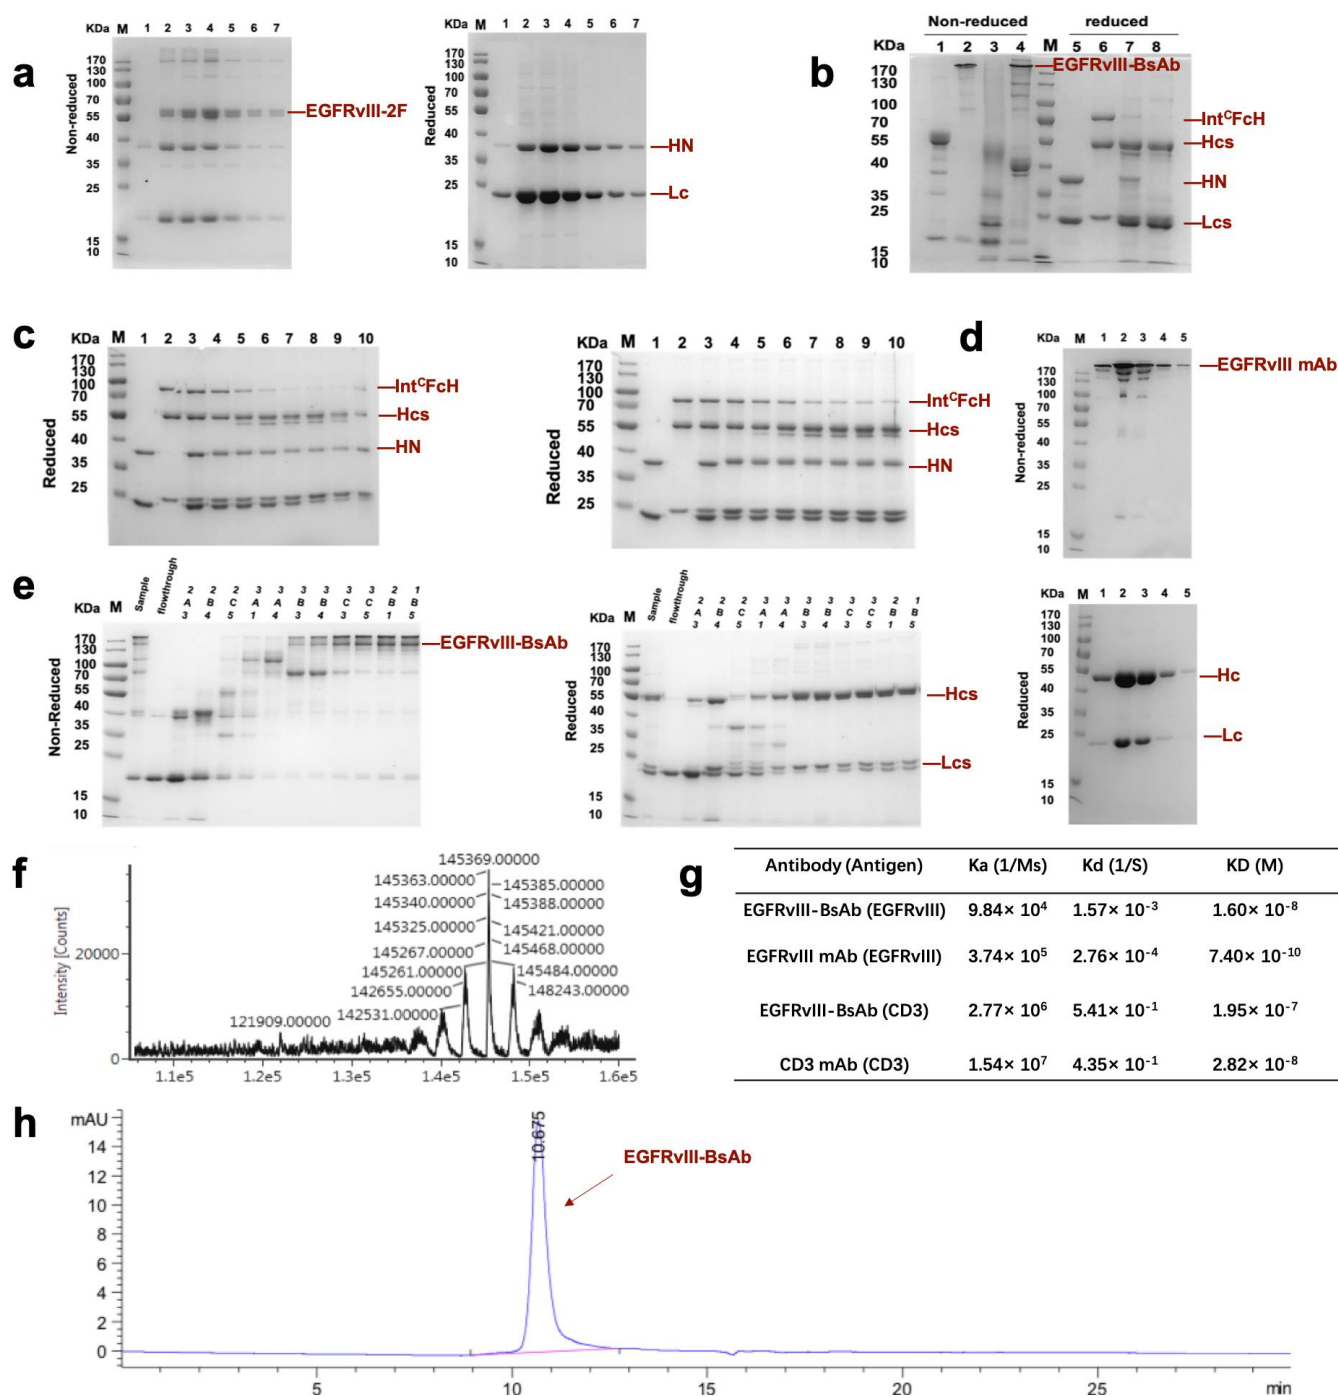 a
KDa M 1 2 3 4 5 6 7
170
130
100
70
55
40
35
25
15
10
Non-reduced
EGFRvIII-2F
KDa M 1 2 3 4 5 6 7
170
130
100
70
55
40
35
25
15
10
Reduced
HN
Lc
b
Non-reduced reduced
KDa 1 2 3 4 M 5 6 7 8
170
130
100
70
55
40
35
25
15
10
EGFRvIII-BsAb
IntᶜFcH
Hcs
HN
Lcs
c
KDa M 1 2 3 4 5 6 7 8 9 10
170
130
100
70
55
40
35
25
Reduced
IntᶜFcH
Hcs
HN
KDa M 1 2 3 4 5 6 7 8 9 10
170
130
100
70
55
40
35
25
Reduced
IntᶜFcH
Hcs
HN
d
KDa M 1 2 3 4 5
170
130
100
70
55
40
35
25
15
10
Non-reduced
EGFRvIII mAb
KDa M 1 2 3 4 5
170
130
100
70
55
40
35
25
15
10
Reduced
Hc
Lc
e
KDa M Sample flowthrough 2A3 2B4 2C5 3A1 3A4 3B3 3B4 3C3 3C5 2B1 1B5
170
130
100
70
55
40
35
25
15
10
Non-Reduced
EGFRvIII-BsAb
KDa M Sample flowthrough 2A3 2B4 2C5 3A1 3A4 3B3 3B4 3C3 3C5 2B1 1B5
170
130
100
70
55
40
35
25
15
10
Reduced
Hcs
Lcs
f
Intensity [Counts]
20000
0
145369.00000
145363.00000 145385.00000
145340.00000 145388.00000
145325.00000 145421.00000
145267.00000 145468.00000
145261.00000 145484.00000
142655.00000 148243.00000
142531.00000
121909.00000
1.1e5 1.2e5 1.3e5 1.4e5 1.5e5 1.6e5
g
Antibody (Antigen) Ka (1/Ms) Kd (1/S) KD (M)
EGFRvIII-BsAb (EGFRvIII) 9.84× 10⁴ 1.57× 10⁻³ 1.60× 10⁻⁸
EGFRvIII mAb (EGFRvIII) 3.74× 10⁵ 2.76× 10⁻⁴ 7.40× 10⁻¹⁰
EGFRvIII-BsAb (CD3) 2.77× 10⁶ 5.41× 10⁻¹ 1.95× 10⁻⁷
CD3 mAb (CD3) 1.54× 10⁷ 4.35× 10⁻¹ 2.82× 10⁻⁸
h
mAU
14
12
10
8
6
4
2
0
10.675
EGFRvIII-BsAb
5 10 15 20 25 min